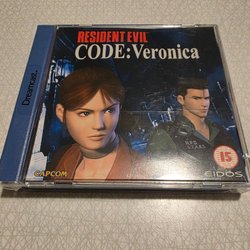 RESIDENT EVIL
CODE: Veronica
Dreamcast
15
CAPCOM
EIDOS